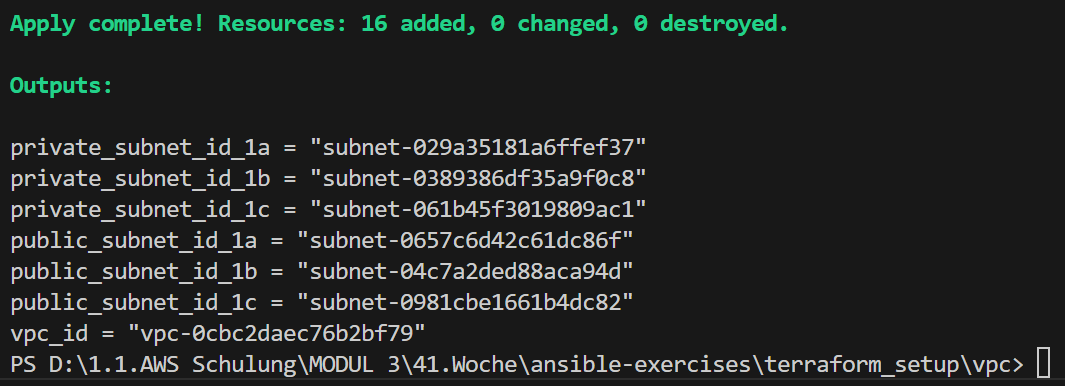 Apply complete! Resources: 16 added, 0 changed, 0 destroyed.
Outputs:
private_subnet_id_1a = "subnet-029a35181a6ffef37"
private_subnet_id_1b = "subnet-0389386df35a9f0c8"
private_subnet_id_1c = "subnet-061b45f3019809ac1"
public_subnet_id_1a = "subnet-0657c6d42c61dc86f"
public_subnet_id_1b = "subnet-04c7a2ded88aca94d"
public_subnet_id_1c = "subnet-0981cbe1661b4dc82"
vpc_id = "vpc-0cbc2daec76b2bf79"
PS D:\1.1.AWS Schulung\MODUL 3\41.Woche\ansible-exercises\terraform_setup\vpc>